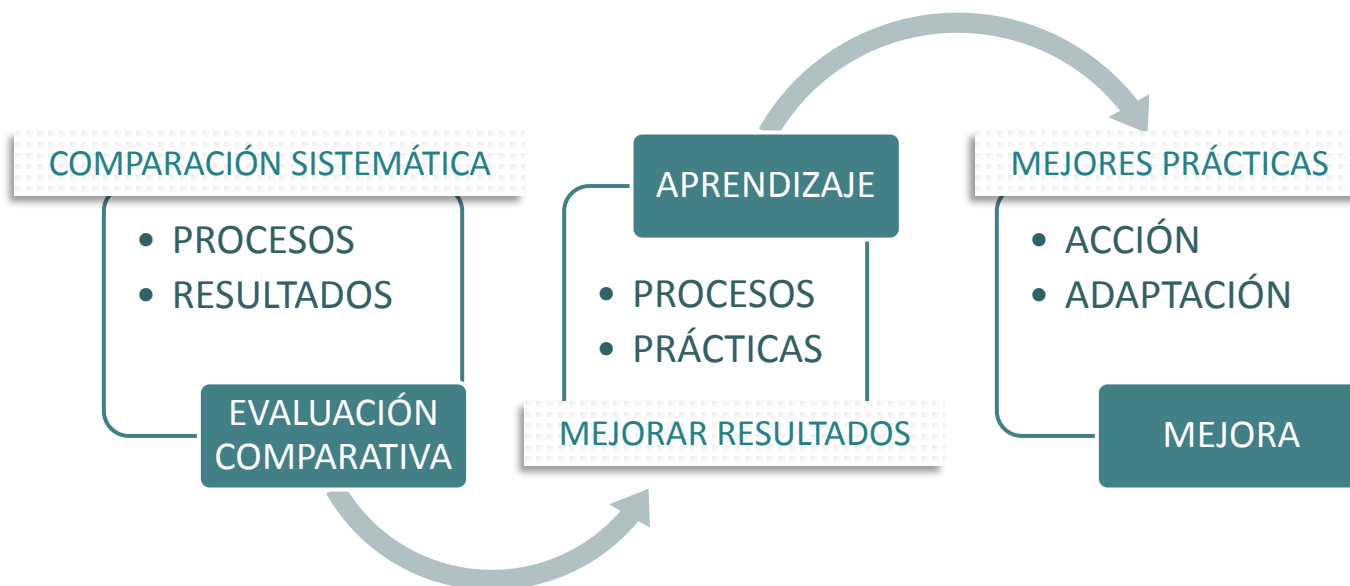 COMPARACIÓN SISTEMÁTICA
• PROCESOS
• RESULTADOS
EVALUACIÓN
COMPARATIVA
APRENDIZAJE
• PROCESOS
• PRÁCTICAS
MEJORAR RESULTADOS
MEJORES PRÁCTICAS
• ACCIÓN
• ADAPTACIÓN
MEJORA